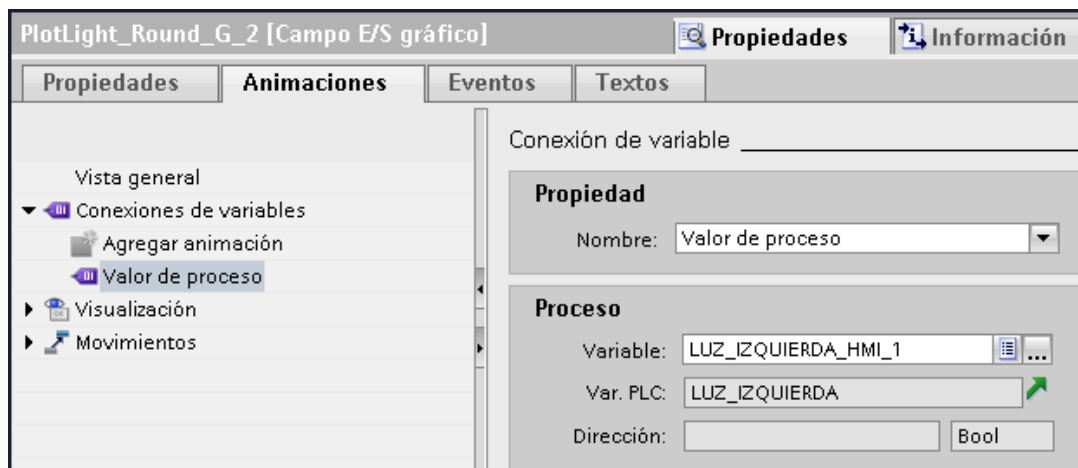 PlotLight_Round_G_2 [Campo E/S gráfico]
Propiedades
Información
Propiedades
Animaciones
Eventos
Textos
Vista general
Conexiones de variables
Agregar animación
Valor de proceso
Visualización
Movimientos
Conexión de variable
Propiedad
Nombre: Valor de proceso
Proceso
Variable: LUZ_IZQUIERDA_HMI_1 ...
Var. PLC: LUZ_IZQUIERDA
Dirección: Bool